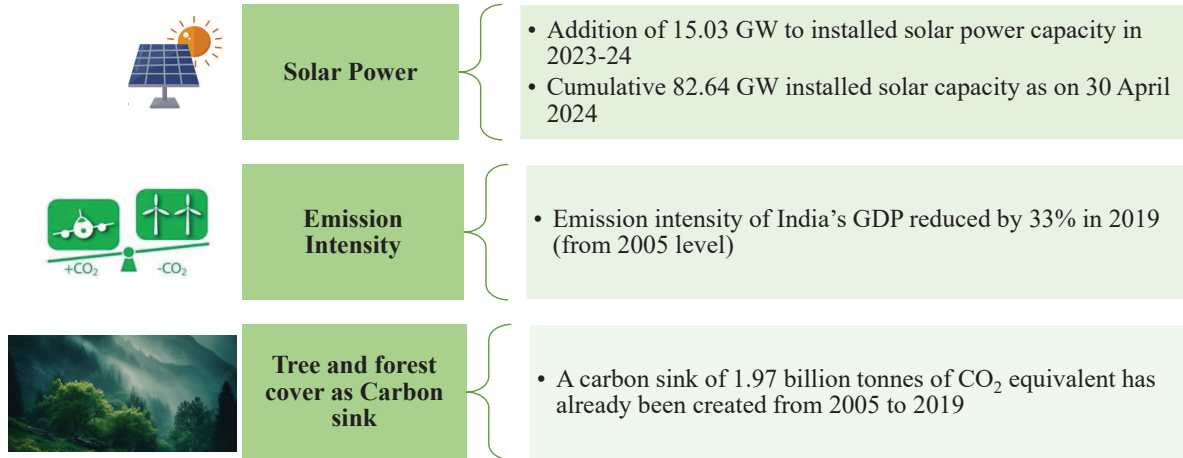 Solar Power
• Addition of 15.03 GW to installed solar power capacity in
2023-24
• Cumulative 82.64 GW installed solar capacity as on 30 April
2024
+CO₂
-CO₂
Emission
Intensity
• Emission intensity of India’s GDP reduced by 33% in 2019
(from 2005 level)
Tree and forest
cover as Carbon
sink
• A carbon sink of 1.97 billion tonnes of CO₂ equivalent has
already been created from 2005 to 2019